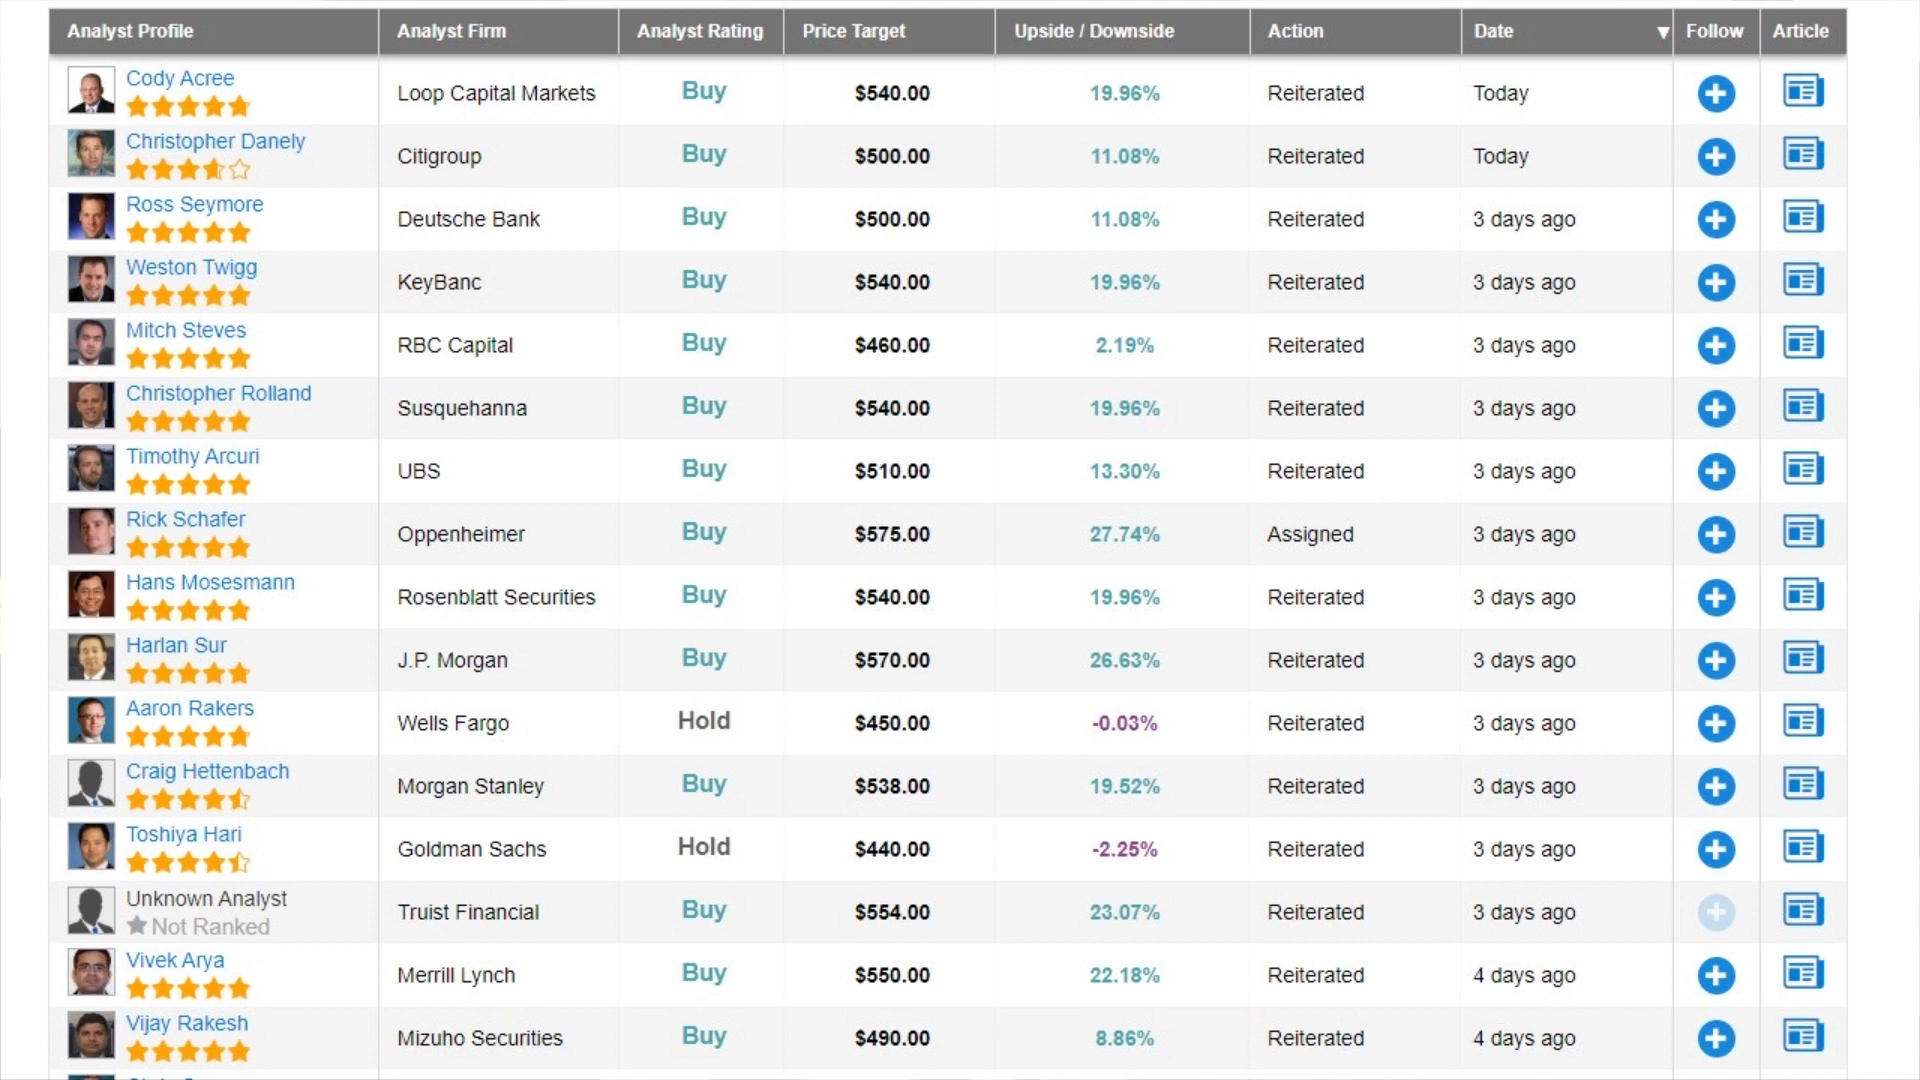 Analyst Profile Analyst Firm Analyst Rating Price Target Upside / Downside Action Date ▼ Follow Article
Cody Acree
Loop Capital Markets Buy $540.00 19.96% Reiterated Today
Christopher Danely
Citigroup Buy $500.00 11.08% Reiterated Today
Ross Seymore
Deutsche Bank Buy $500.00 11.08% Reiterated 3 days ago
Weston Twigg
KeyBanc Buy $540.00 19.96% Reiterated 3 days ago
Mitch Steves
RBC Capital Buy $460.00 2.19% Reiterated 3 days ago
Christopher Rolland
Susquehanna Buy $540.00 19.96% Reiterated 3 days ago
Timothy Arcuri
UBS Buy $510.00 13.30% Reiterated 3 days ago
Rick Schafer
Oppenheimer Buy $575.00 27.74% Assigned 3 days ago
Hans Mosesmann
Rosenblatt Securities Buy $540.00 19.96% Reiterated 3 days ago
Harlan Sur
J.P. Morgan Buy $570.00 26.63% Reiterated 3 days ago
Aaron Rakers
Wells Fargo Hold $450.00 -0.03% Reiterated 3 days ago
Craig Hettenbach
Morgan Stanley Buy $538.00 19.52% Reiterated 3 days ago
Toshiya Hari
Goldman Sachs Hold $440.00 -2.25% Reiterated 3 days ago
Unknown Analyst
Not Ranked
Truist Financial Buy $554.00 23.07% Reiterated 3 days ago
Vivek Arya
Merrill Lynch Buy $550.00 22.18% Reiterated 4 days ago
Vijay Rakesh
Mizuho Securities Buy $490.00 8.86% Reiterated 4 days ago